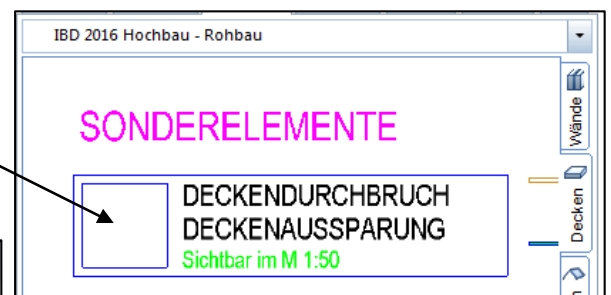 IBD 2016 Hochbau - Rohbau
SONDERELEMENTE
DECKENDURCHBRUCH
DECKENAUSSPARUNG
Sichtbar im M 1:50
Wände
Decken